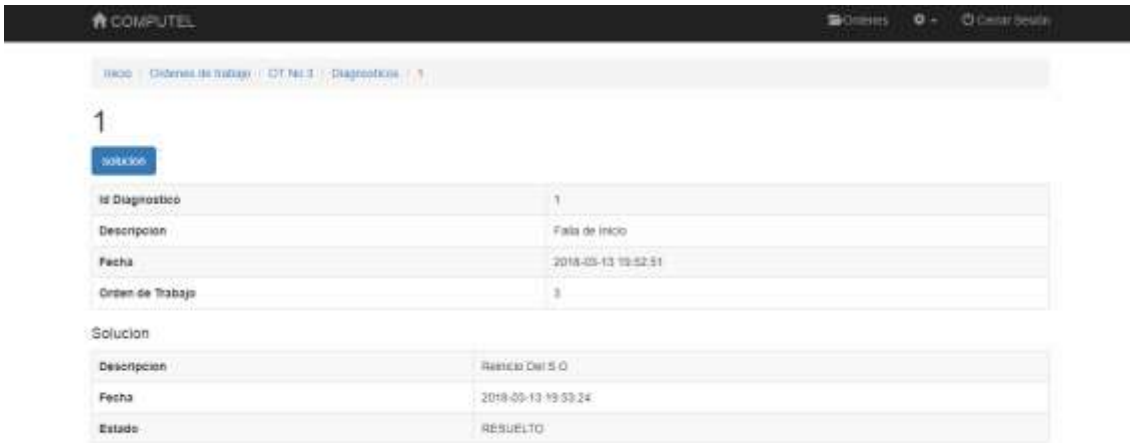 COMPUTEL Ordenes Cerrar Sesión
Inicio / Ordenes de trabajo / OT No 3 / Diagnosticos / 1
1
solucion
Id Diagnostico 1
Descripcion Falla de inicio
Fecha 2018-03-13 19:52:51
Orden de Trabajo 3
Solucion
Descripcion Reinicio Del S.O
Fecha 2018-03-13 19:53:24
Estado RESUELTO